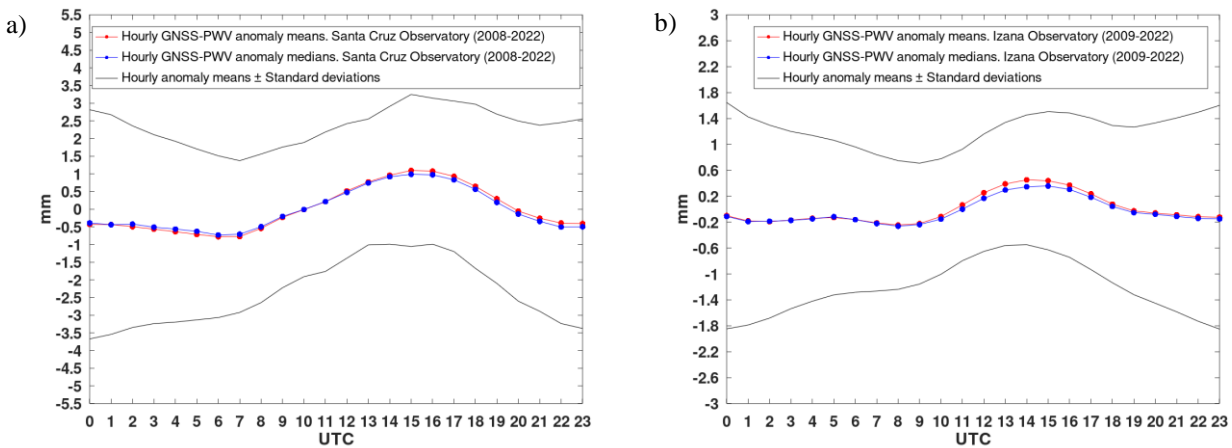 a)
5.5
5
4.5
4
3.5
3
2.5
2
1.5
1
0.5
0
-0.5
-1
-1.5
-2
-2.5
-3
-3.5
-4
-4.5
-5
-5.5
mm
Hourly GNSS-PWV anomaly means. Santa Cruz Observatory (2008-2022)
Hourly GNSS-PWV anomaly medians. Santa Cruz Observatory (2008-2022)
Hourly anomaly means ± Standard deviations
0 1 2 3 4 5 6 7 8 9 10 11 12 13 14 15 16 17 18 19 20 21 22 23
UTC
b)
3
2.6
2.2
1.8
1.4
1
0.6
0.2
-0.2
-0.6
-1
-1.4
-1.8
-2.2
-2.6
-3
mm
Hourly GNSS-PWV anomaly means. Izana Observatory (2009-2022)
Hourly GNSS-PWV anomaly medians. Izana Observatory (2009-2022)
Hourly anomaly means ± Standard deviations
0 1 2 3 4 5 6 7 8 9 10 11 12 13 14 15 16 17 18 19 20 21 22 23
UTC